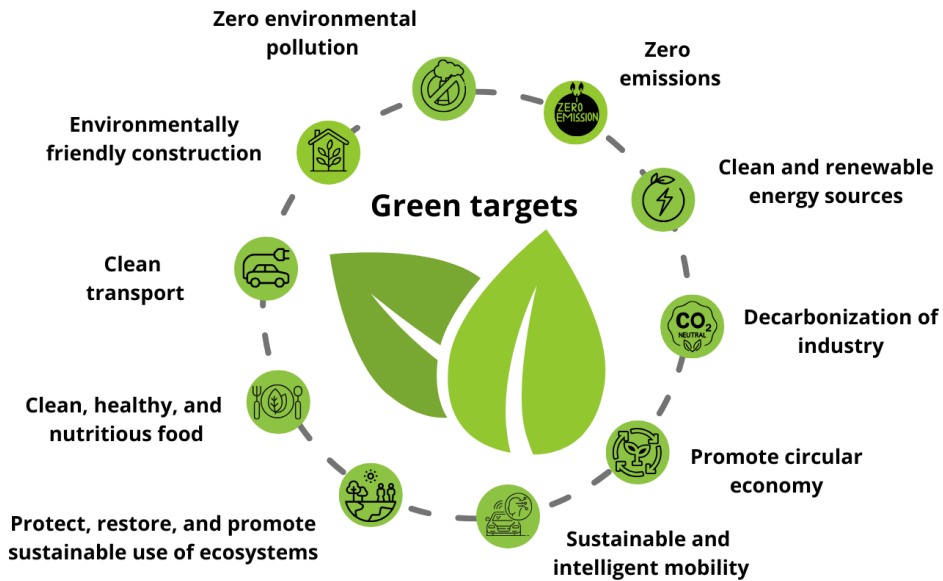 Zero environmental
pollution
Zero
emissions
ZERO
EMISSION
Environmentally
friendly construction
Clean and renewable
energy sources
Green targets
Clean
transport
CO2
NEUTRAL
Decarbonization of
industry
Clean, healthy, and
nutritious food
Promote circular
economy
Protect, restore, and promote
sustainable use of ecosystems
Sustainable and
intelligent mobility